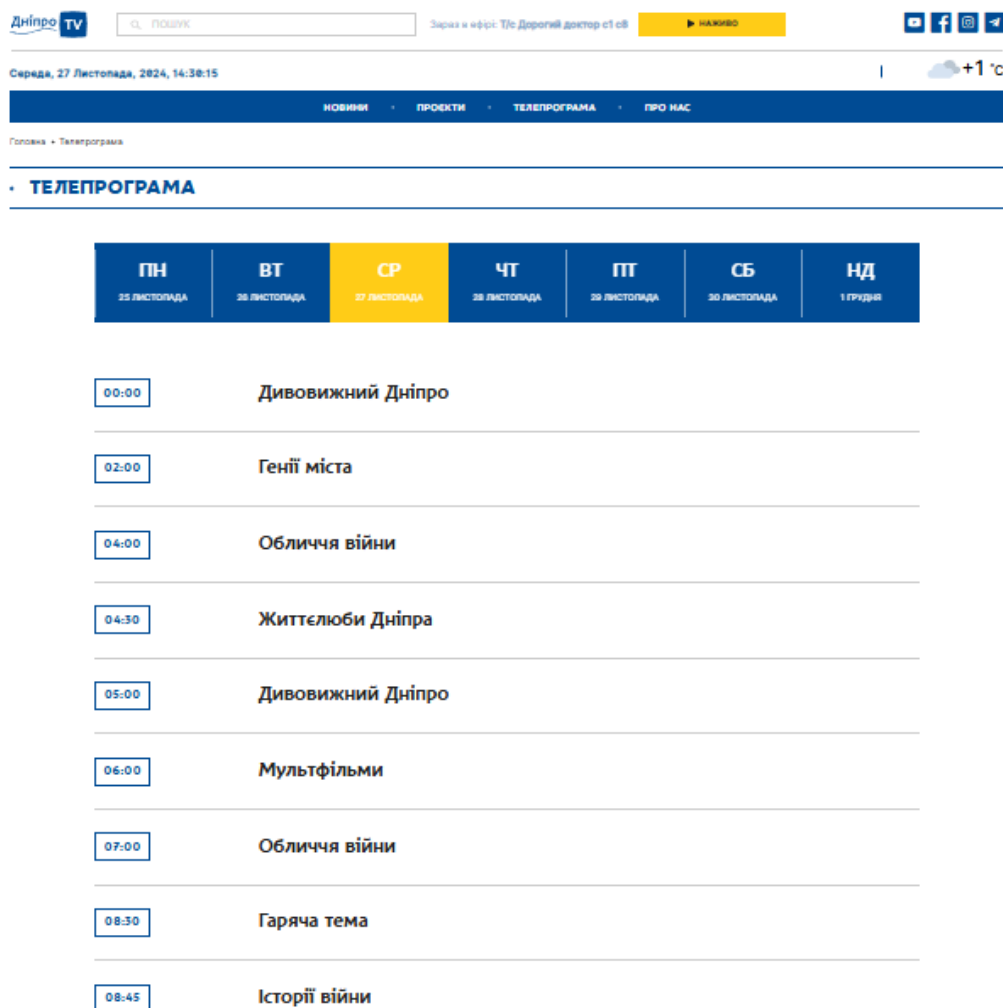 Дніпро TV
ПОШУК
Зараз в ефірі: Т/с Дорогий доктор с1 с8
НАЖИВО
Середа, 27 Листопада, 2024, 14:30:15
+1 °C
НОВИНИ • ПРОЄКТИ • ТЕЛЕПРОГРАМА • ПРО НАС
Головна • Телепрограма
ТЕЛЕПРОГРАМА
ПН ВТ СР ЧТ ПТ СБ НД
25 ЛИСТОПАДА 26 ЛИСТОПАДА 27 ЛИСТОПАДА 28 ЛИСТОПАДА 29 ЛИСТОПАДА 30 ЛИСТОПАДА 1 ГРУДНЯ
00:00 Дивовижний Дніпро
02:00 Генії міста
04:00 Обличчя війни
04:30 Життєлюби Дніпра
05:00 Дивовижний Дніпро
06:00 Мультфільми
07:00 Обличчя війни
08:30 Гаряча тема
08:45 Історії війни